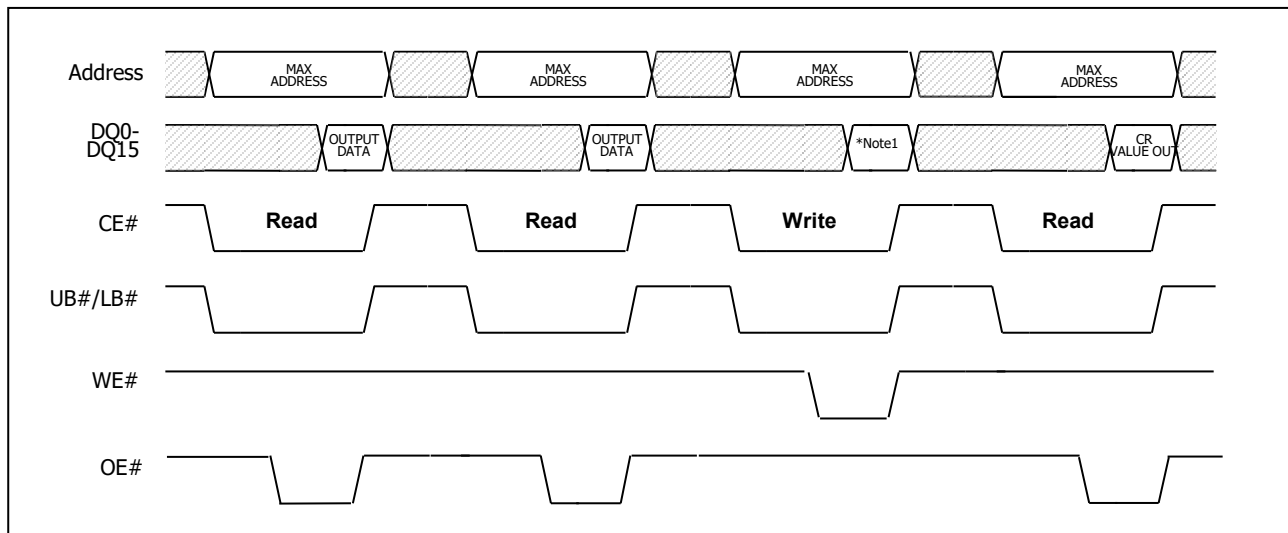 Address
MAX
ADDRESS
MAX
ADDRESS
MAX
ADDRESS
MAX
ADDRESS
DQ0-
DQ15
OUTPUT
DATA
OUTPUT
DATA
*Note1
CR
VALUE OUT
CE#
Read
Read
Write
Read
UB#/LB#
WE#
OE#